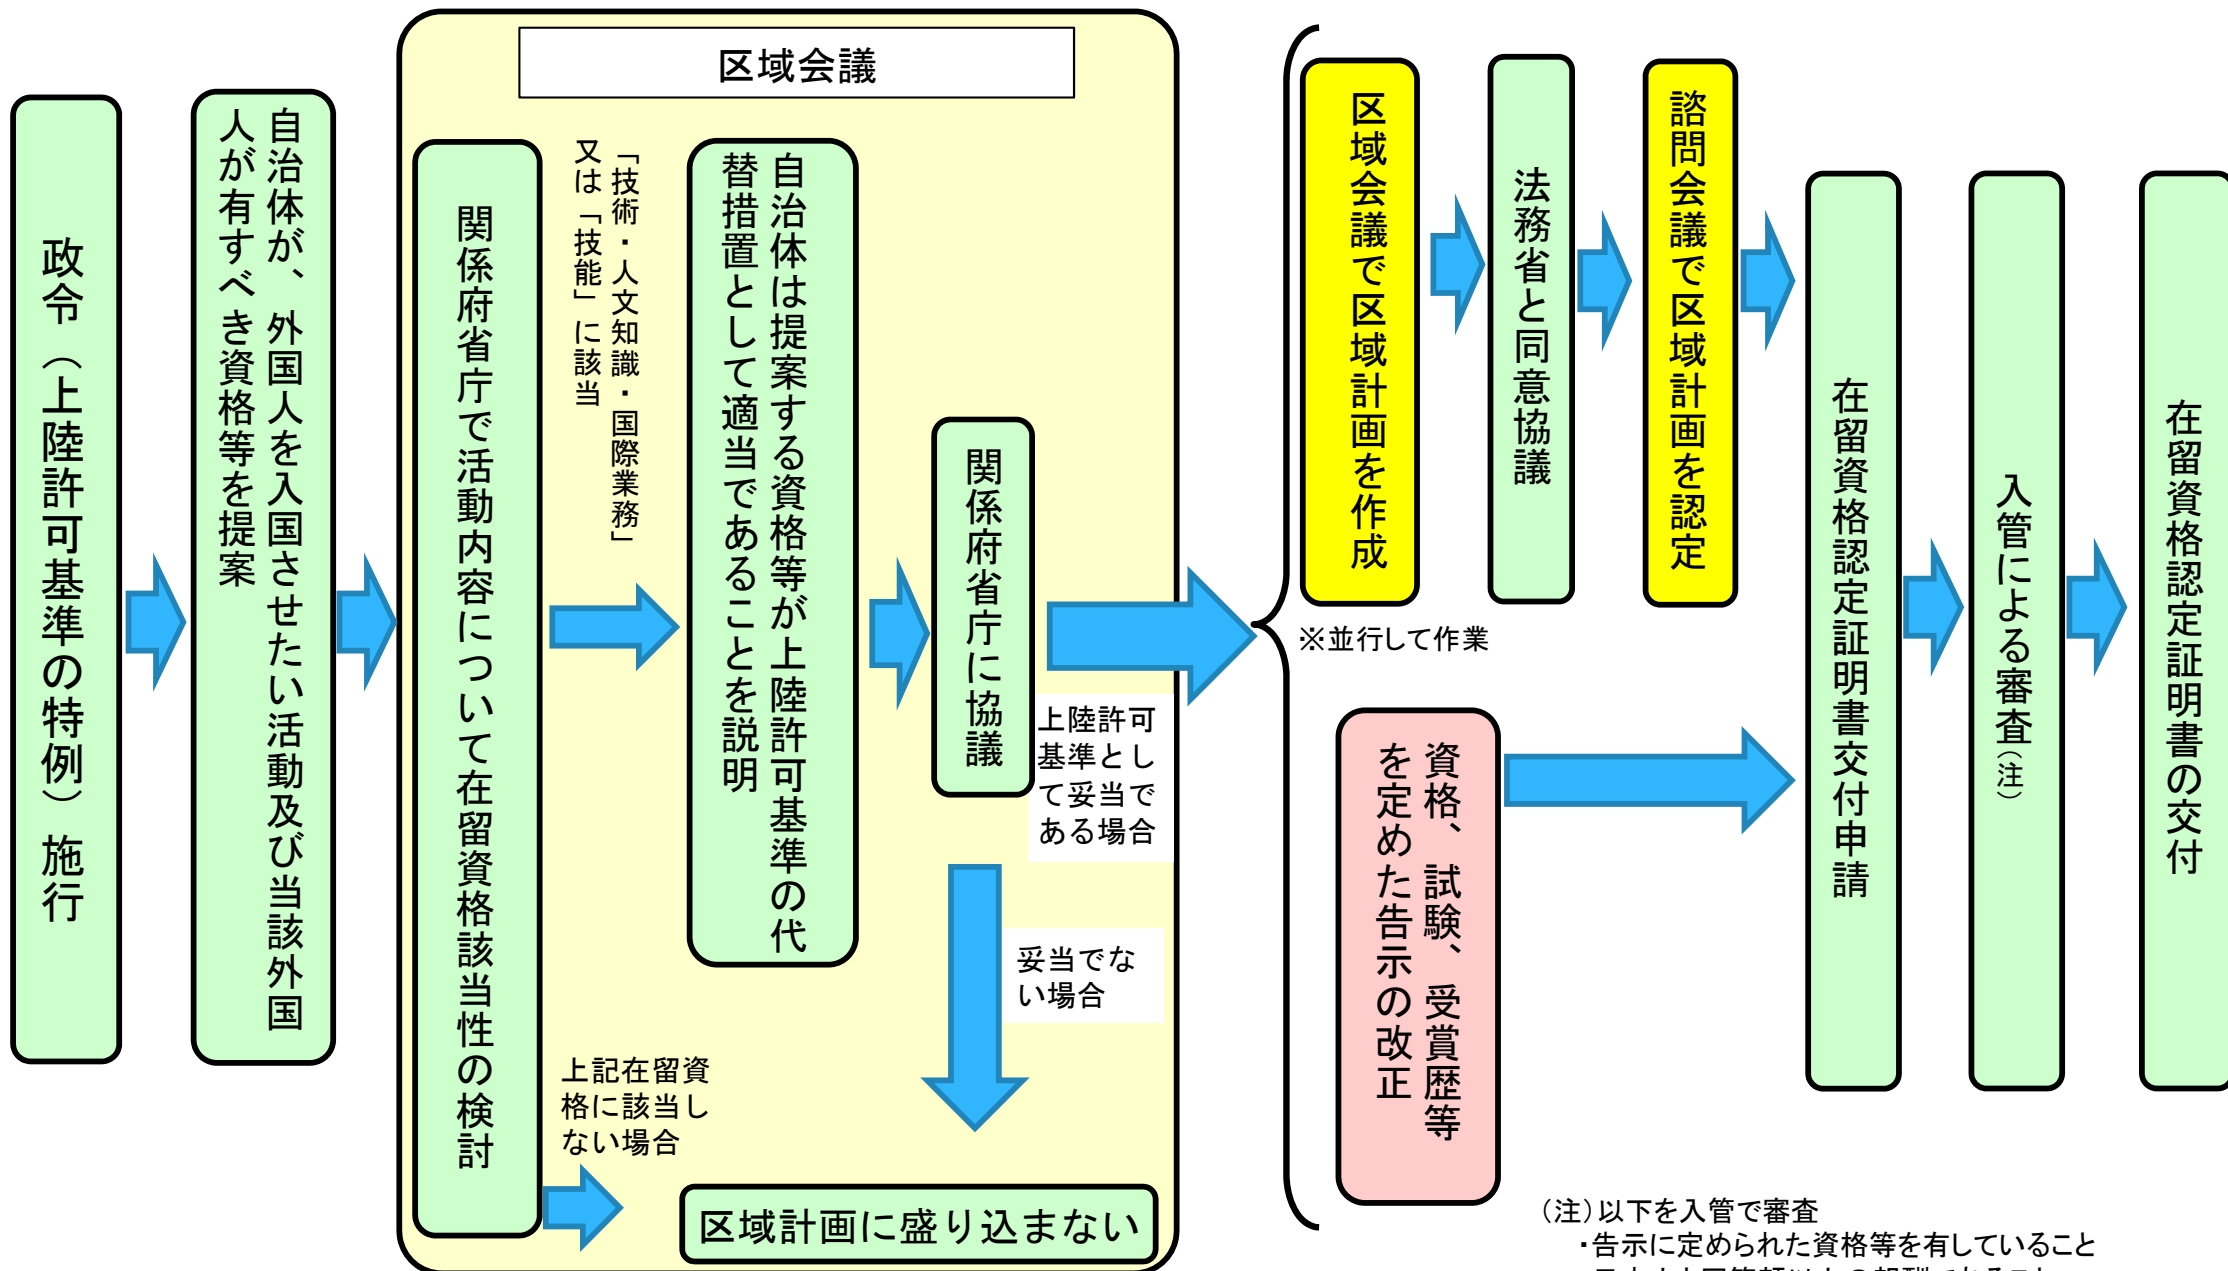 政令（上陸許可基準の特例）施行
自治体が、外国人を入国させたい活動及び当該外国
人が有すべき資格等を提案
区域会議
関係府省庁で活動内容について在留資格該当性の検討
「技術・人文知識・国際業務」
又は「技能」に該当
上記在留資
格に該当し
ない場合
自治体は提案する資格等が上陸許可基準の代
替措置として適当であることを説明
関係府省庁に協議
上陸許可
基準とし
て妥当で
ある場合
妥当でな
い場合
区域計画に盛り込まない
区域会議で区域計画を作成
法務省と同意協議
諮問会議で区域計画を認定
※並行して作業
資格、試験、受賞歴等
を定めた告示の改正
在留資格認定証明書交付申請
入管による審査（注）
在留資格認定証明書の交付
（注）以下を入管で審査
・告示に定められた資格等を有していること